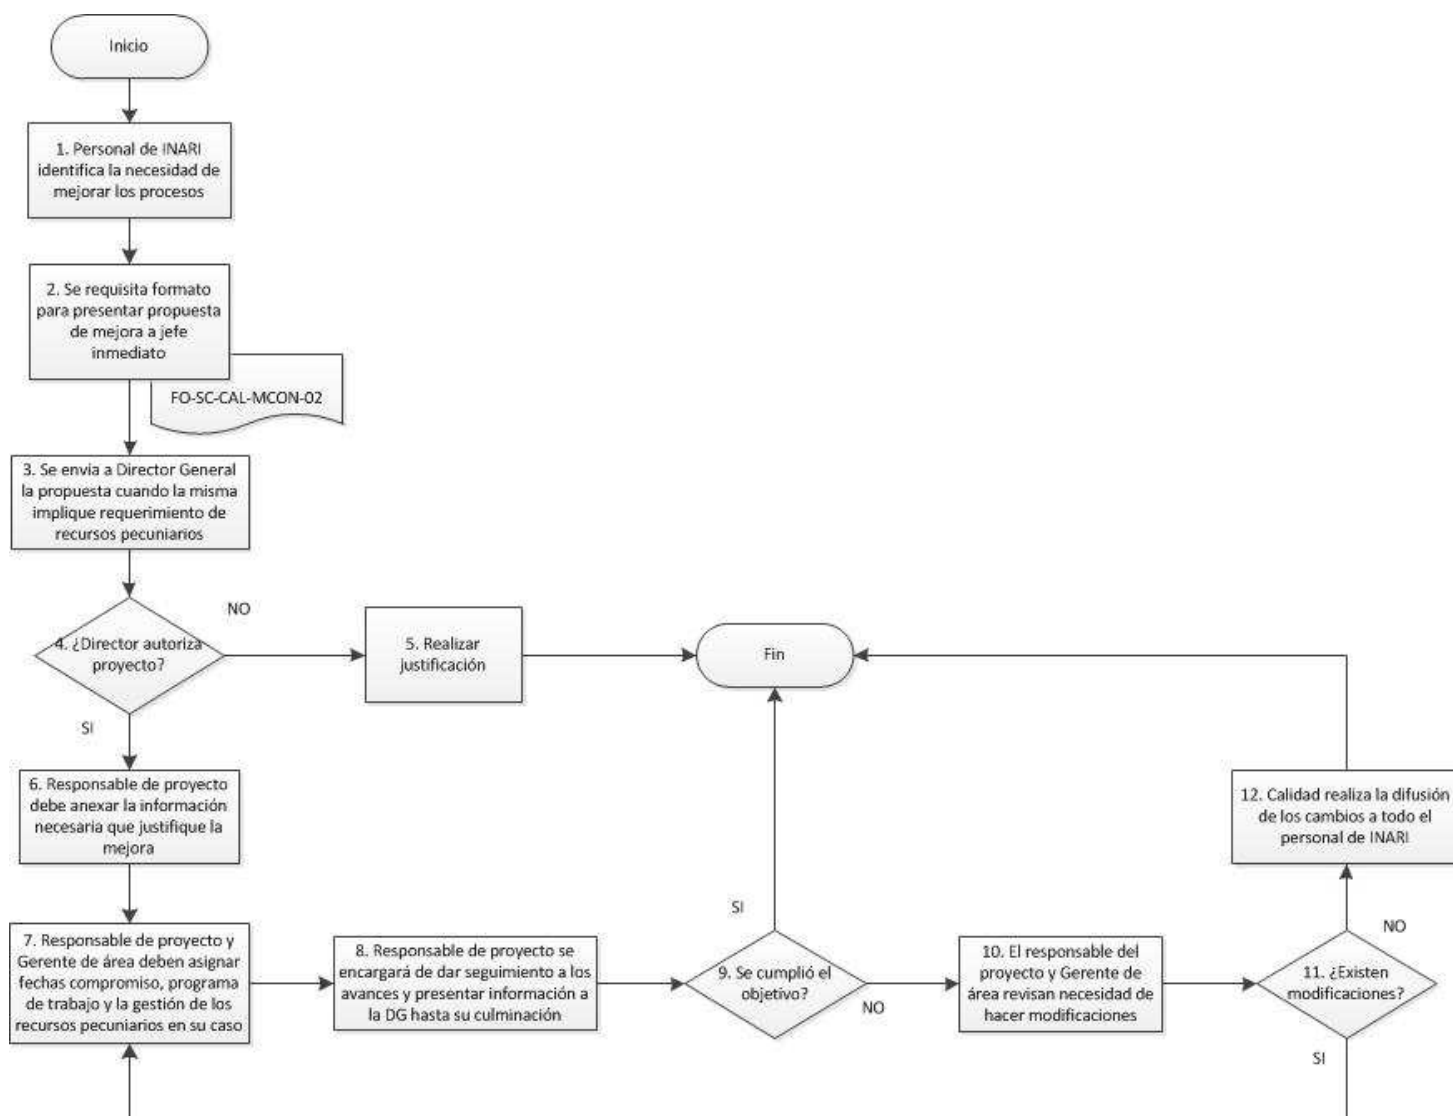 Inicio
1. Personal de INARI
identifica la necesidad de
mejorar los procesos
2. Se requisita formato
para presentar propuesta
de mejora a jefe
inmediato
FO-SC-CAL-MCON-02
3. Se envia a Director General
la propuesta cuando la misma
implique requerimiento de
recursos pecuniarios
4. ¿Director autoriza
proyecto?
NO
5. Realizar
justificación
Fin
SI
6. Responsable de proyecto
debe anexar la información
necesaria que justifique la
mejora
12. Calidad realiza la difusión
de los cambios a todo el
personal de INARI
7. Responsable de proyecto y
Gerente de área deben asignar
fechas compromiso, programa
de trabajo y la gestión de los
recursos pecuniarios en su caso
8. Responsable de proyecto se
encargará de dar seguimiento a los
avances y presentar información a
la DG hasta su culminación
SI
9. Se cumplió el
objetivo?
NO
10. El responsable del
proyecto y Gerente de
área revisan necesidad de
hacer modificaciones
NO
11. ¿Existen
modificaciones?
SI